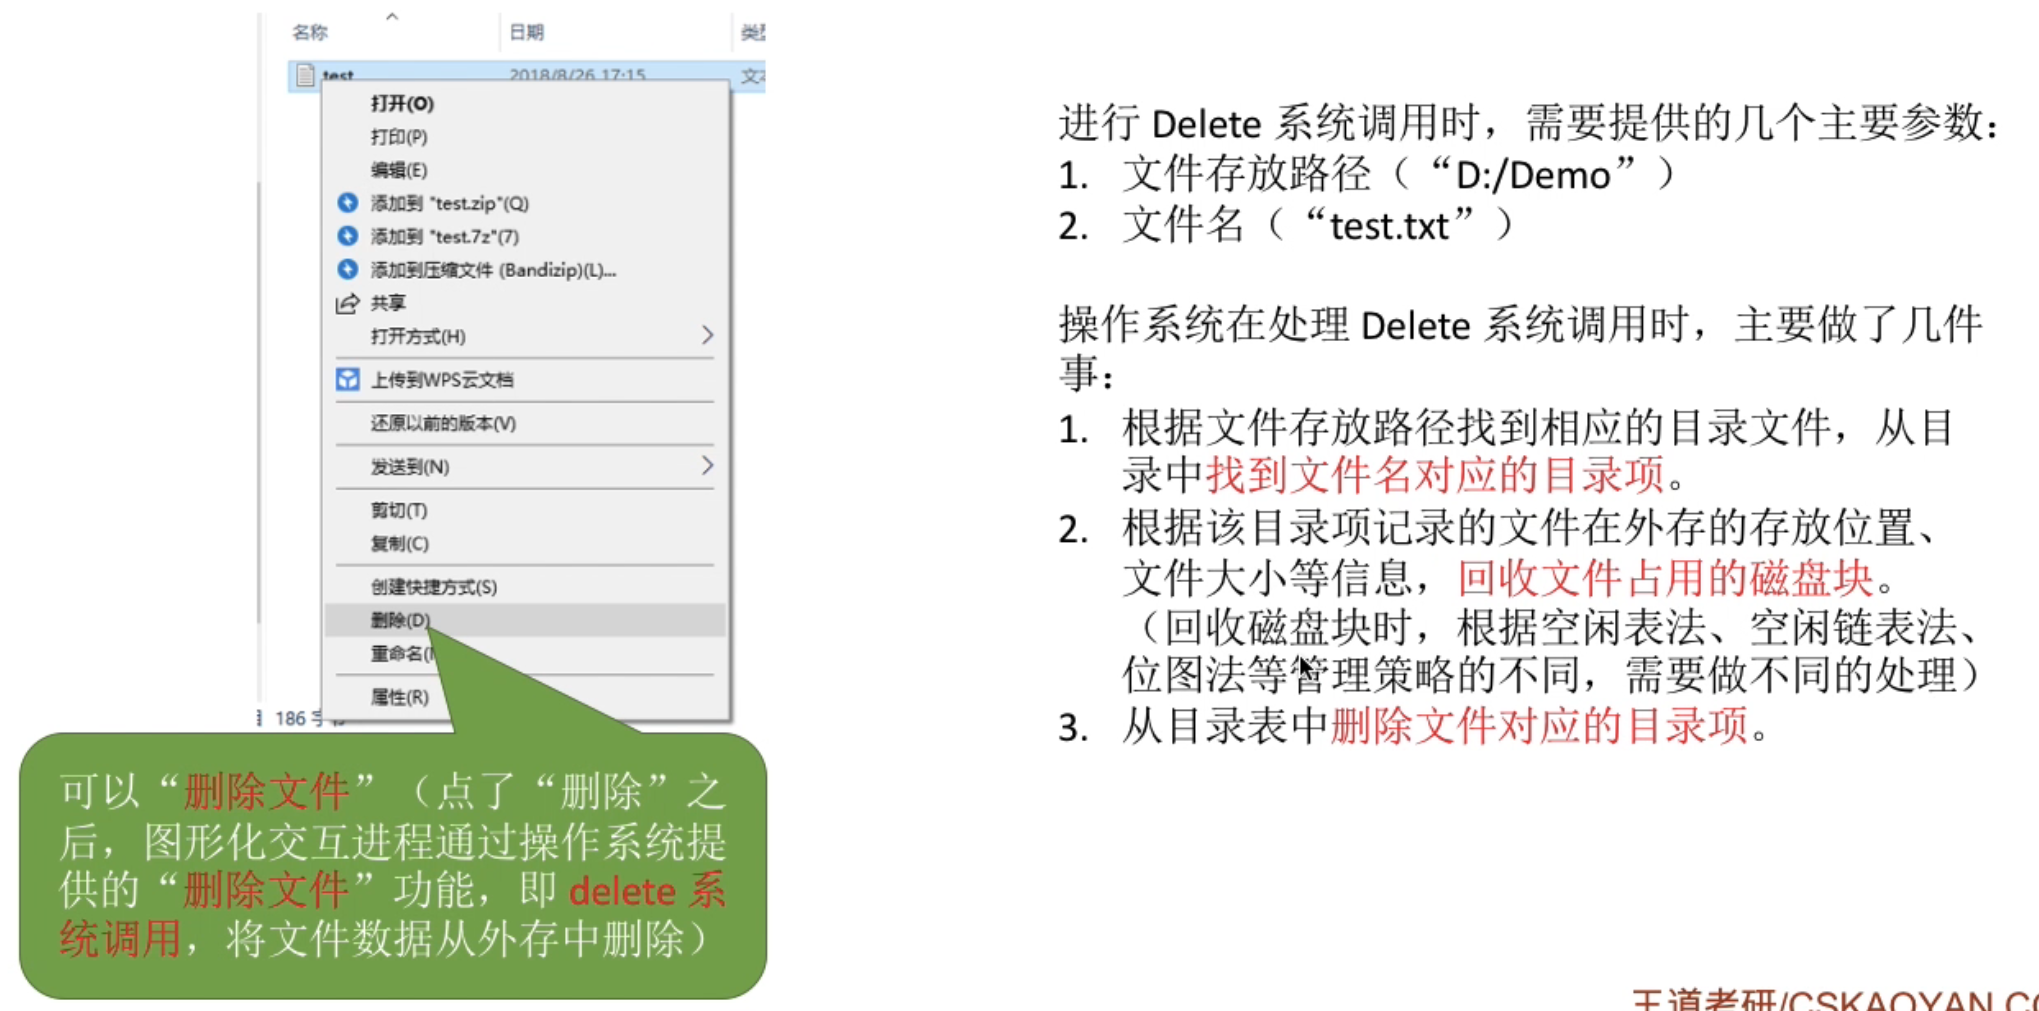 名称
日期
test
2018/8/26 17:15
打开(O)
打印(P)
编辑(E)
添加到 "test.zip"(Q)
添加到 "test.7z"(7)
添加到压缩文件 (Bandizip)(L)...
共享
打开方式(H)
上传到WPS云文档
还原以前的版本(V)
发送到(N)
剪切(T)
复制(C)
创建快捷方式(S)
删除(D)
重命名(
属性(R)
186
可以“删除文件”（点了“删除”之
后，图形化交互进程通过操作系统提
供的“删除文件”功能，即 delete 系
统调用，将文件数据从外存中删除）
进行 Delete 系统调用时，需要提供的几个主要参数：
1. 文件存放路径（“D:/Demo”）
2. 文件名（“test.txt”）
操作系统在处理 Delete 系统调用时，主要做了几件
事：
1. 根据文件存放路径找到相应的目录文件，从目
录中找到文件名对应的目录项。
2. 根据该目录项记录的文件在外存的存放位置、
文件大小等信息，回收文件占用的磁盘块。
（回收磁盘块时，根据空闲表法、空闲链表法、
位图法等管理策略的不同，需要做不同的处理）
3. 从目录表中删除文件对应的目录项。
王道考研/CSKAOYAN.CO